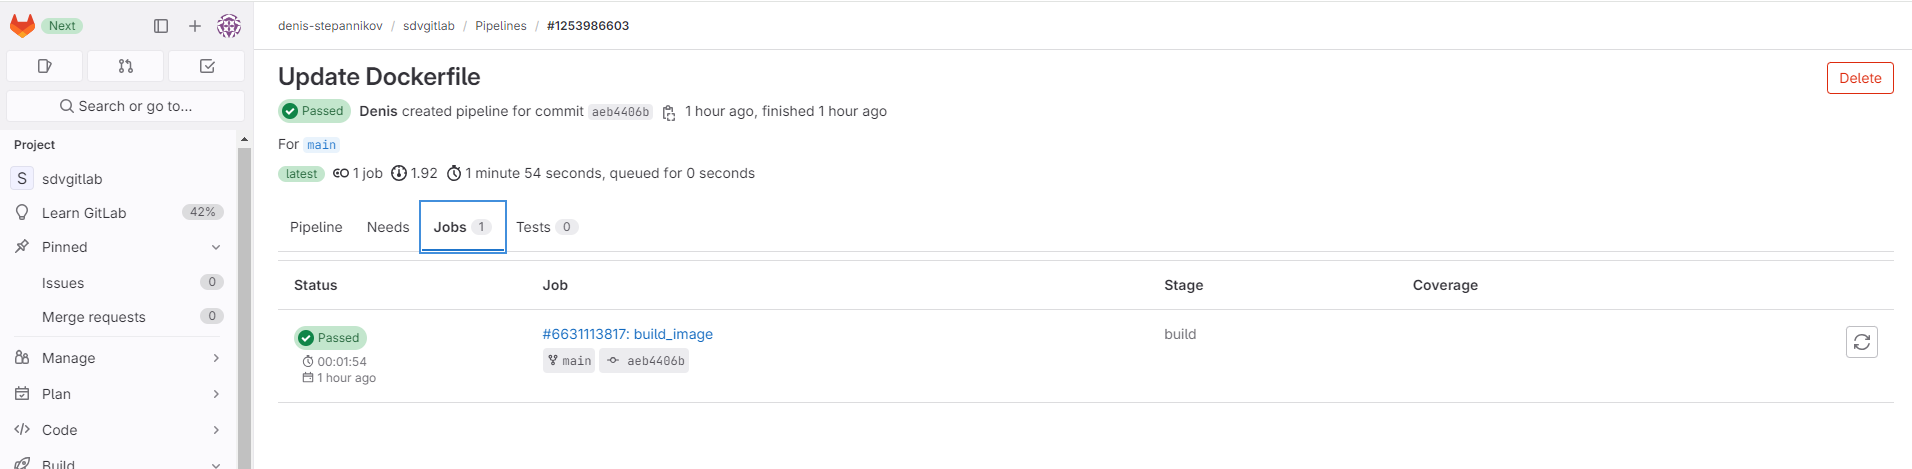 Next
denis-stepannikov / sdvgitlab / Pipelines / #1253986603
Search or go to...
Project
S sdvgitlab
Learn GitLab 42%
Pinned
Issues 0
Merge requests 0
Manage
Plan
Code
Build
Update Dockerfile
Delete
Passed Denis created pipeline for commit aeb4406b 1 hour ago, finished 1 hour ago
For main
latest 1 job 1.92 1 minute 54 seconds, queued for 0 seconds
Pipeline Needs Jobs 1 Tests 0
Status Job Stage Coverage
Passed #6631113817: build_image build
00:01:54 main aeb4406b
1 hour ago